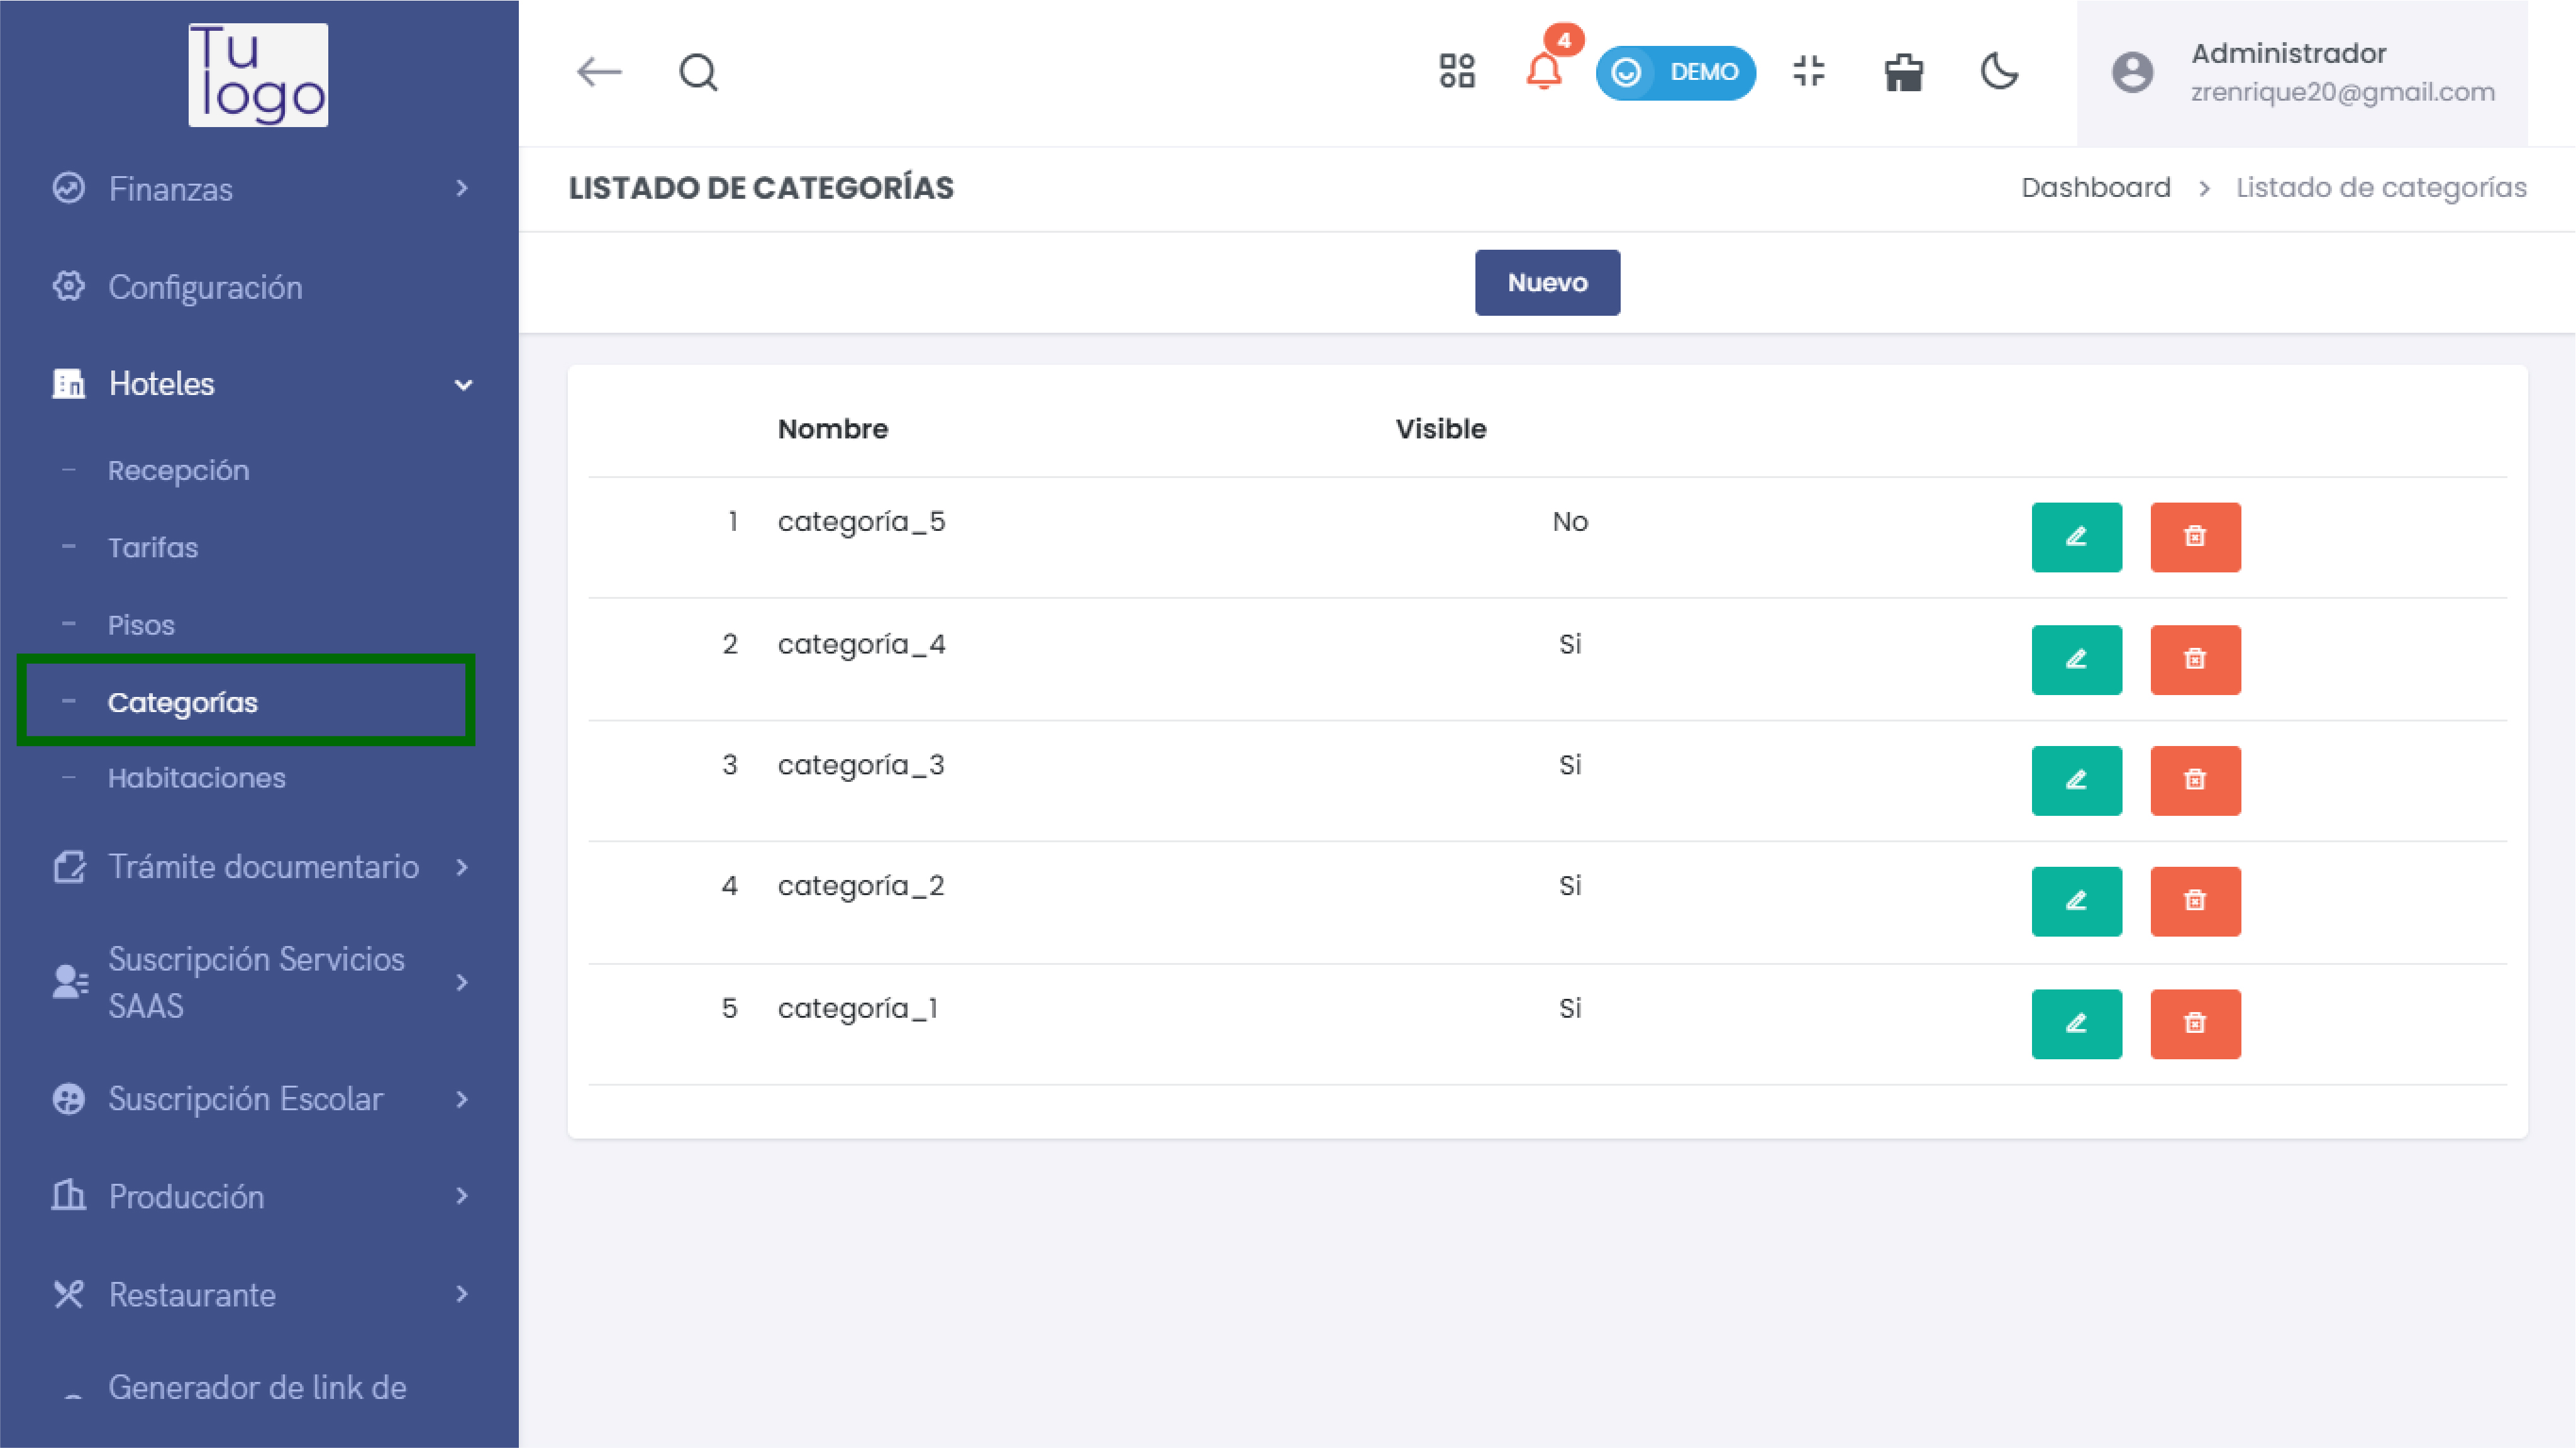 Tu
logo
Finanzas
Configuración
Hoteles
Recepción
Tarifas
Pisos
Categorías
Habitaciones
Trámite documentario
Suscripción Servicios
SAAS
Suscripción Escolar
Producción
Restaurante
Generador de link de
4
DEMO
Administrador
zrenrique20@gmail.com
LISTADO DE CATEGORÍAS
Dashboard > Listado de categorías
Nuevo
Nombre Visible
1 categoría_5 No
2 categoría_4 Si
3 categoría_3 Si
4 categoría_2 Si
5 categoría_1 Si